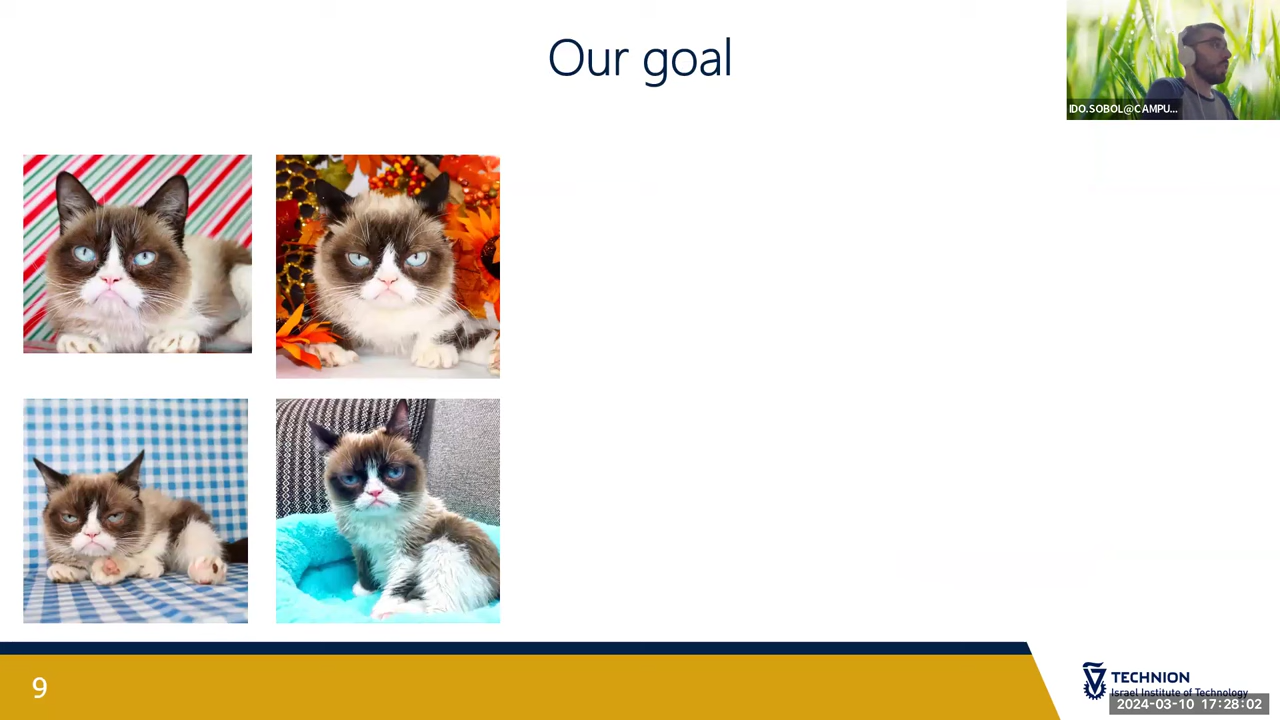 Our goal
IDO.SOBOL@CAMPU...
9
TECHNION
Israel Institute of Technology
2024-03-10 17:28:02